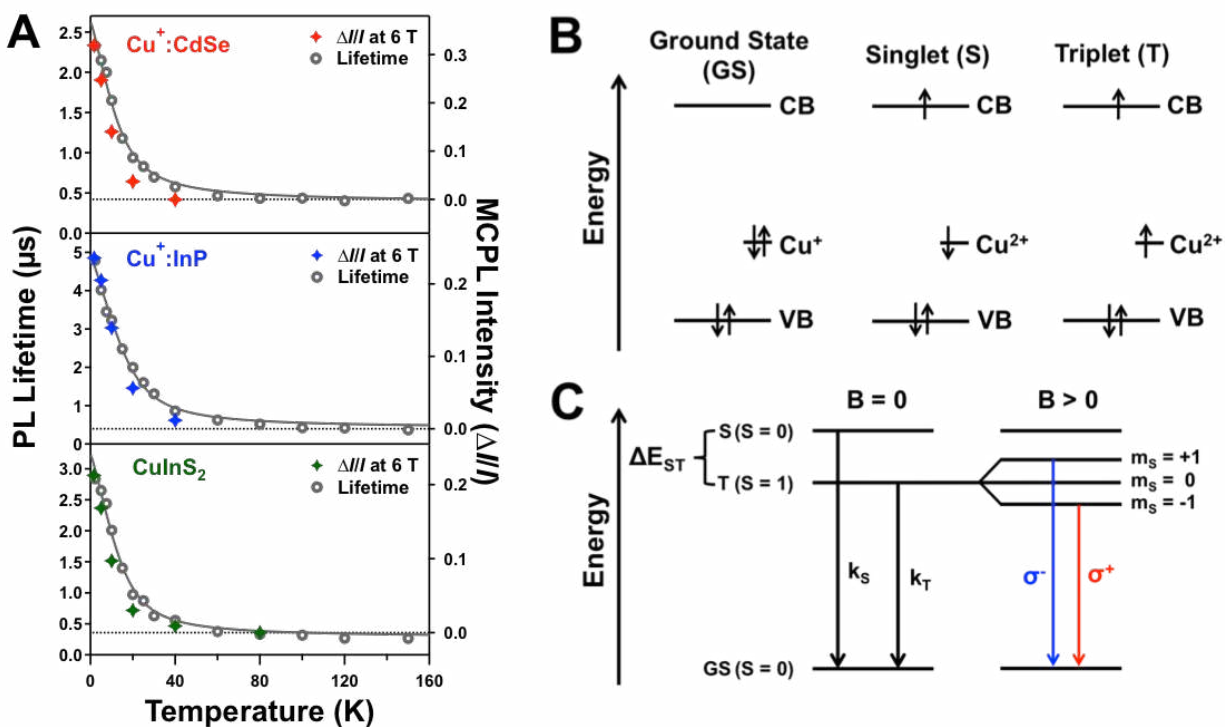 A
Cu+:CdSe
ΔI/I at 6 T
Lifetime
2.5
2.0
1.5
1.0
0.5
0.0
0.3
0.2
0.1
0.0
Cu+:InP
ΔI/I at 6 T
Lifetime
5
4
3
2
1
0
0.2
0.1
0.0
CuInS2
ΔI/I at 6 T
Lifetime
3.0
2.5
2.0
1.5
1.0
0.5
0.0
0.2
0.1
0.0
PL Lifetime (μs)
MCPL Intensity (ΔI/I)
0 40 80 120 160
Temperature (K)
B
Ground State
(GS)
Singlet (S)
Triplet (T)
CB
CB
CB
Cu+
Cu2+
Cu2+
VB
VB
VB
Energy
C
B = 0
B > 0
S (S = 0)
ΔEST
T (S = 1)
mS = +1
mS = 0
mS = -1
kS
kT
σ-
σ+
GS (S = 0)
Energy